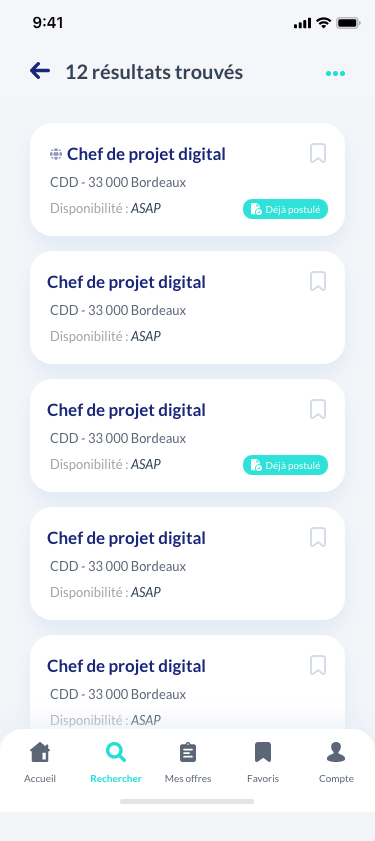 9:41
12 résultats trouvés
Chef de projet digital
CDD - 33 000 Bordeaux
Disponibilité : ASAP
Déjà postulé
Chef de projet digital
CDD - 33 000 Bordeaux
Disponibilité : ASAP
Chef de projet digital
CDD - 33 000 Bordeaux
Disponibilité : ASAP
Déjà postulé
Chef de projet digital
CDD - 33 000 Bordeaux
Disponibilité : ASAP
Chef de projet digital
CDD - 33 000 Bordeaux
Disponibilité : ASAP
Accueil
Rechercher
Mes offres
Favoris
Compte